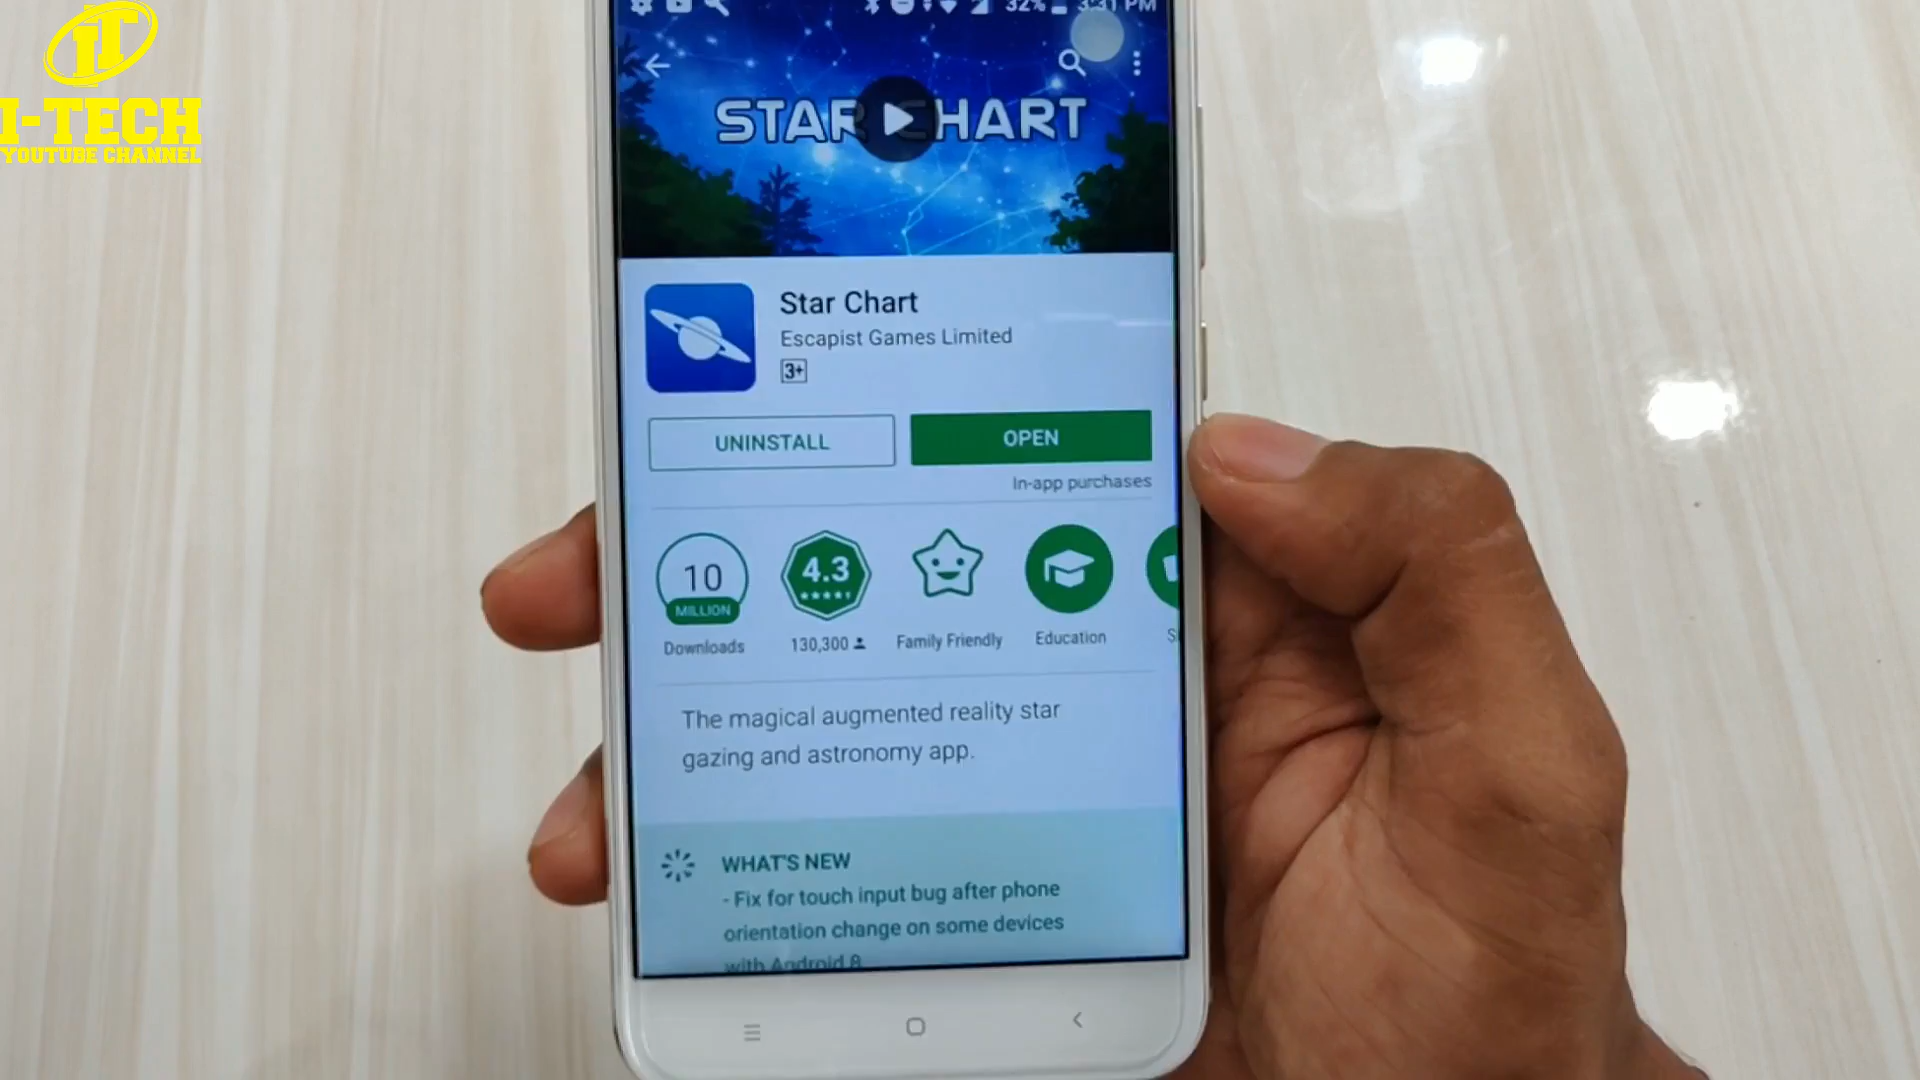 IT
I-TECH
YOUTUBE CHANNEL
32% 3:31 PM
STAR CHART
Star Chart
Escapist Games Limited
3+
UNINSTALL
OPEN
In-app purchases
10
MILLION
Downloads
4.3
130,300
Family Friendly
Education
The magical augmented reality star
gazing and astronomy app.
WHAT'S NEW
- Fix for touch input bug after phone
orientation change on some devices
with Android 8